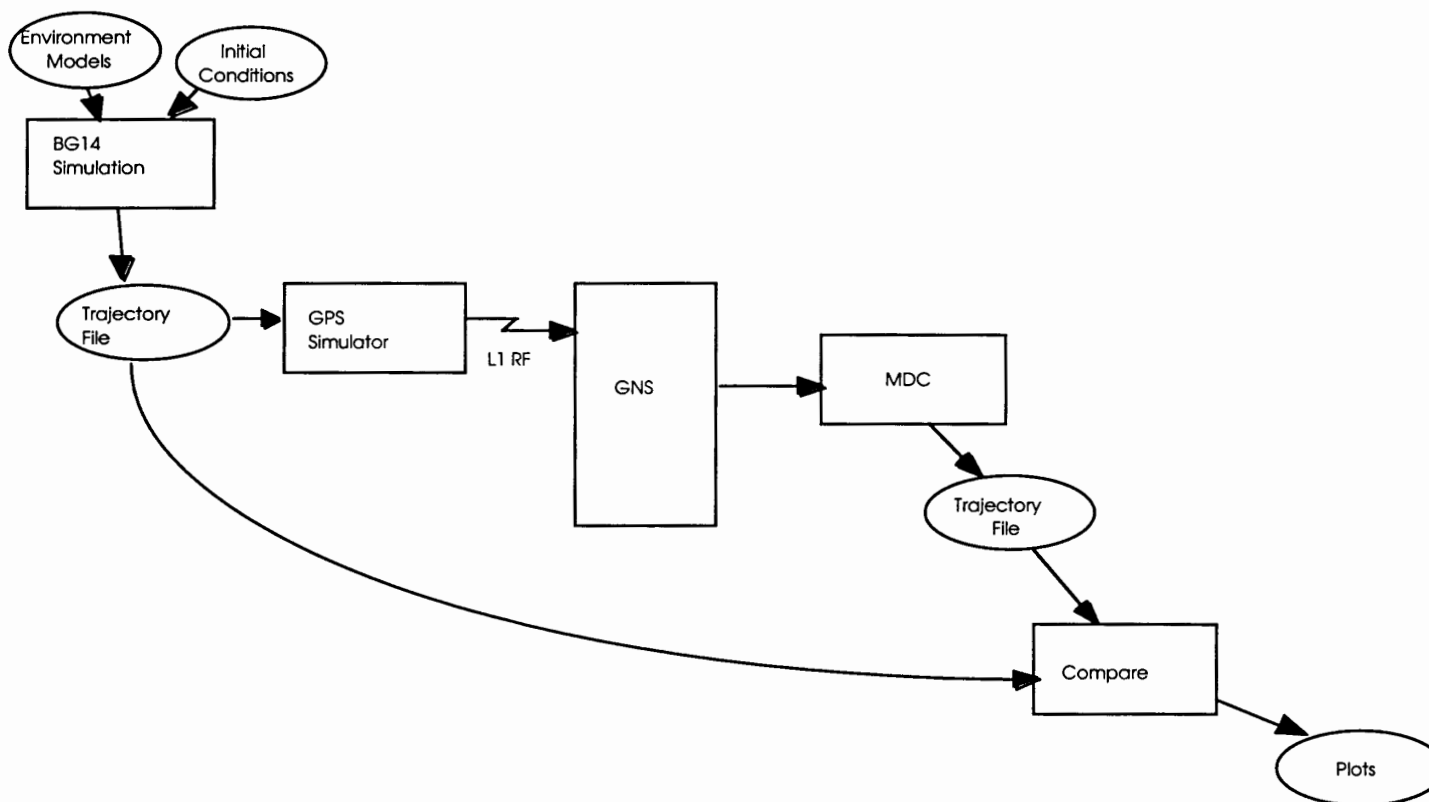 Environment
Models
Initial
Conditions
BG14
Simulation
Trajectory
File
GPS
Simulator
L1 RF
GNS
MDC
Trajectory
File
Compare
Plots